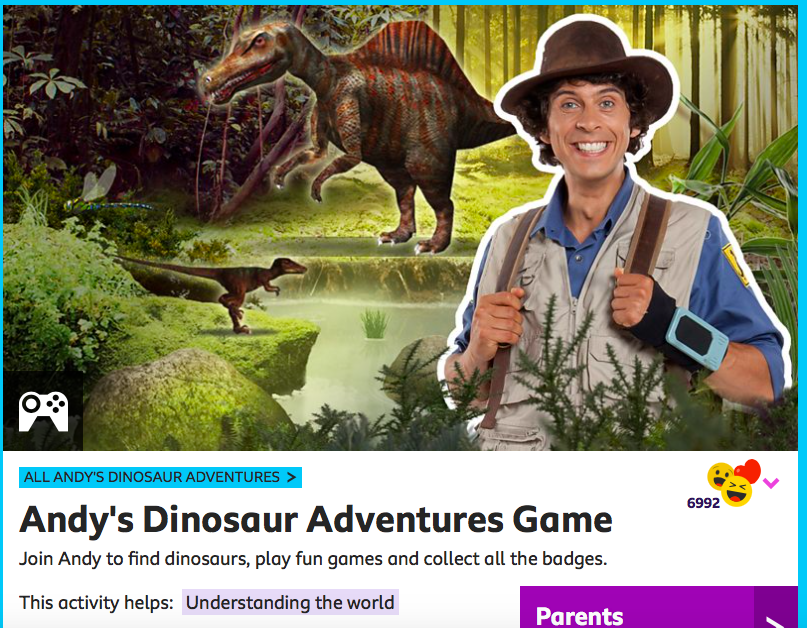 ALL ANDY'S DINOSAUR ADVENTURES >
6992
Andy's Dinosaur Adventures Game
Join Andy to find dinosaurs, play fun games and collect all the badges.
This activity helps: Understanding the world
Parents